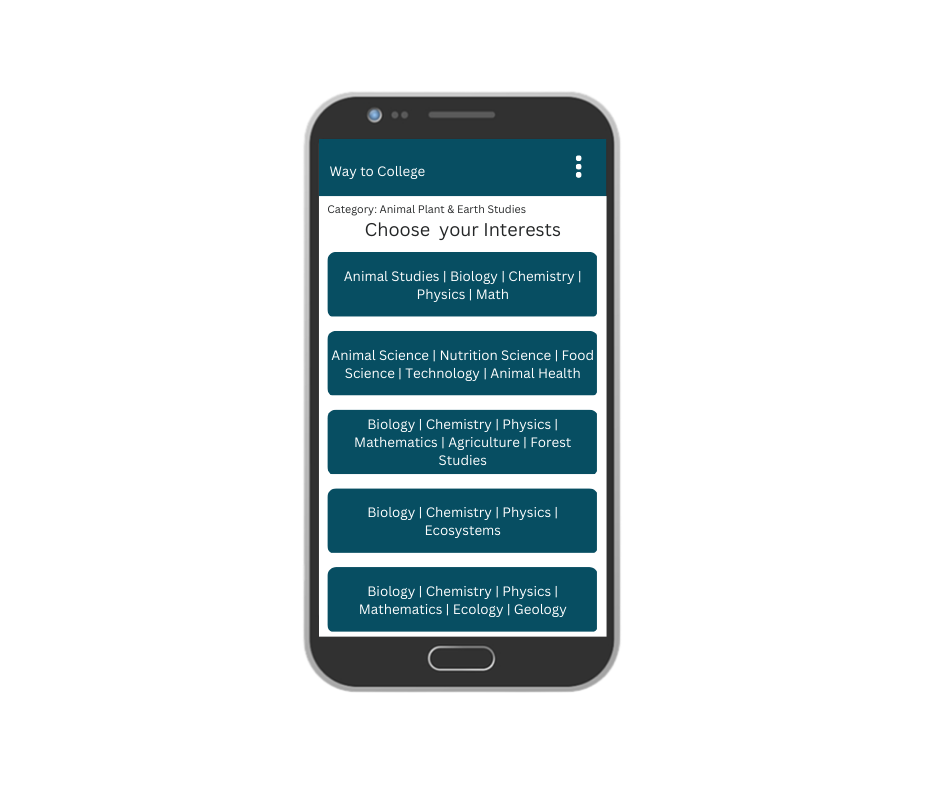 Way to College
Category: Animal Plant & Earth Studies
Choose  your Interests
Animal Studies | Biology | Chemistry |
Physics | Math
Animal Science | Nutrition Science | Food
Science | Technology | Animal Health
Biology | Chemistry | Physics |
Mathematics | Agriculture | Forest
Studies
Biology | Chemistry | Physics |
Ecosystems
Biology | Chemistry | Physics |
Mathematics | Ecology | Geology